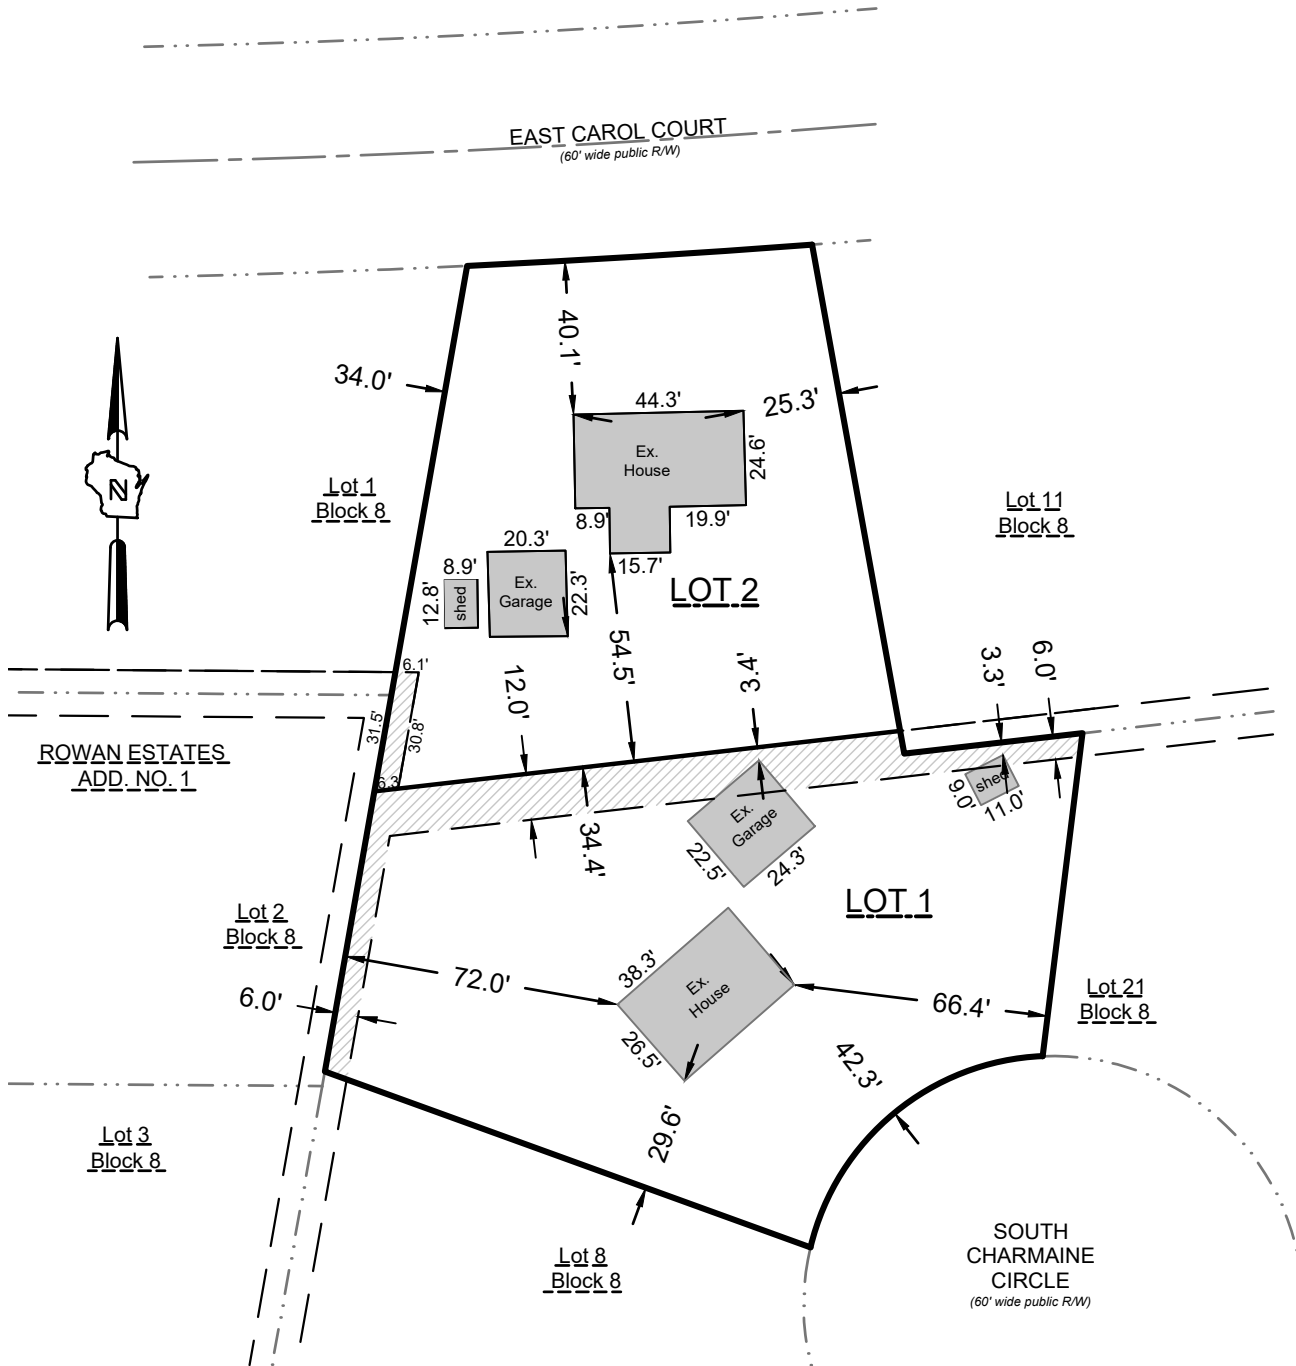 EAST CAROL COURT
(60' wide public R/W)
40.1'
34.0'
44.3'
25.3'
Ex.
House
24.6'
8.9'
19.9'
15.7'
Lot 1
Block 8
N
Lot 11
Block 8
20.3'
8.9'
12.8'
shed
Ex.
Garage
22.3'
LOT 2
54.5'
12.0'
3.4'
3.3'
6.0'
6.1'
31.5'
30.8'
6.3
ROWAN ESTATES
ADD. NO. 1
shed
9.0'
11.0'
Ex.
Garage
22.5'
24.3'
34.4'
LOT 1
Lot 2
Block 8
72.0'
38.3'
Ex.
House
26.5'
66.4'
6.0'
Lot 21
Block 8
42.3'
29.6'
Lot 3
Block 8
Lot 8
Block 8
SOUTH
CHARMAINE
CIRCLE
(60' wide public R/W)